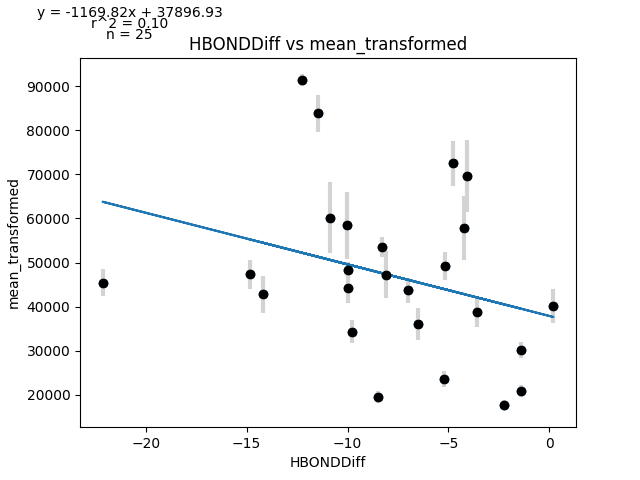 y = -1169.82x + 37896.93
r^2 = 0.10
n = 25
HBONDDiff vs mean_transformed
mean_transformed
90000
80000
70000
60000
50000
40000
30000
20000
−20
−15
−10
−5
0
HBONDDiff